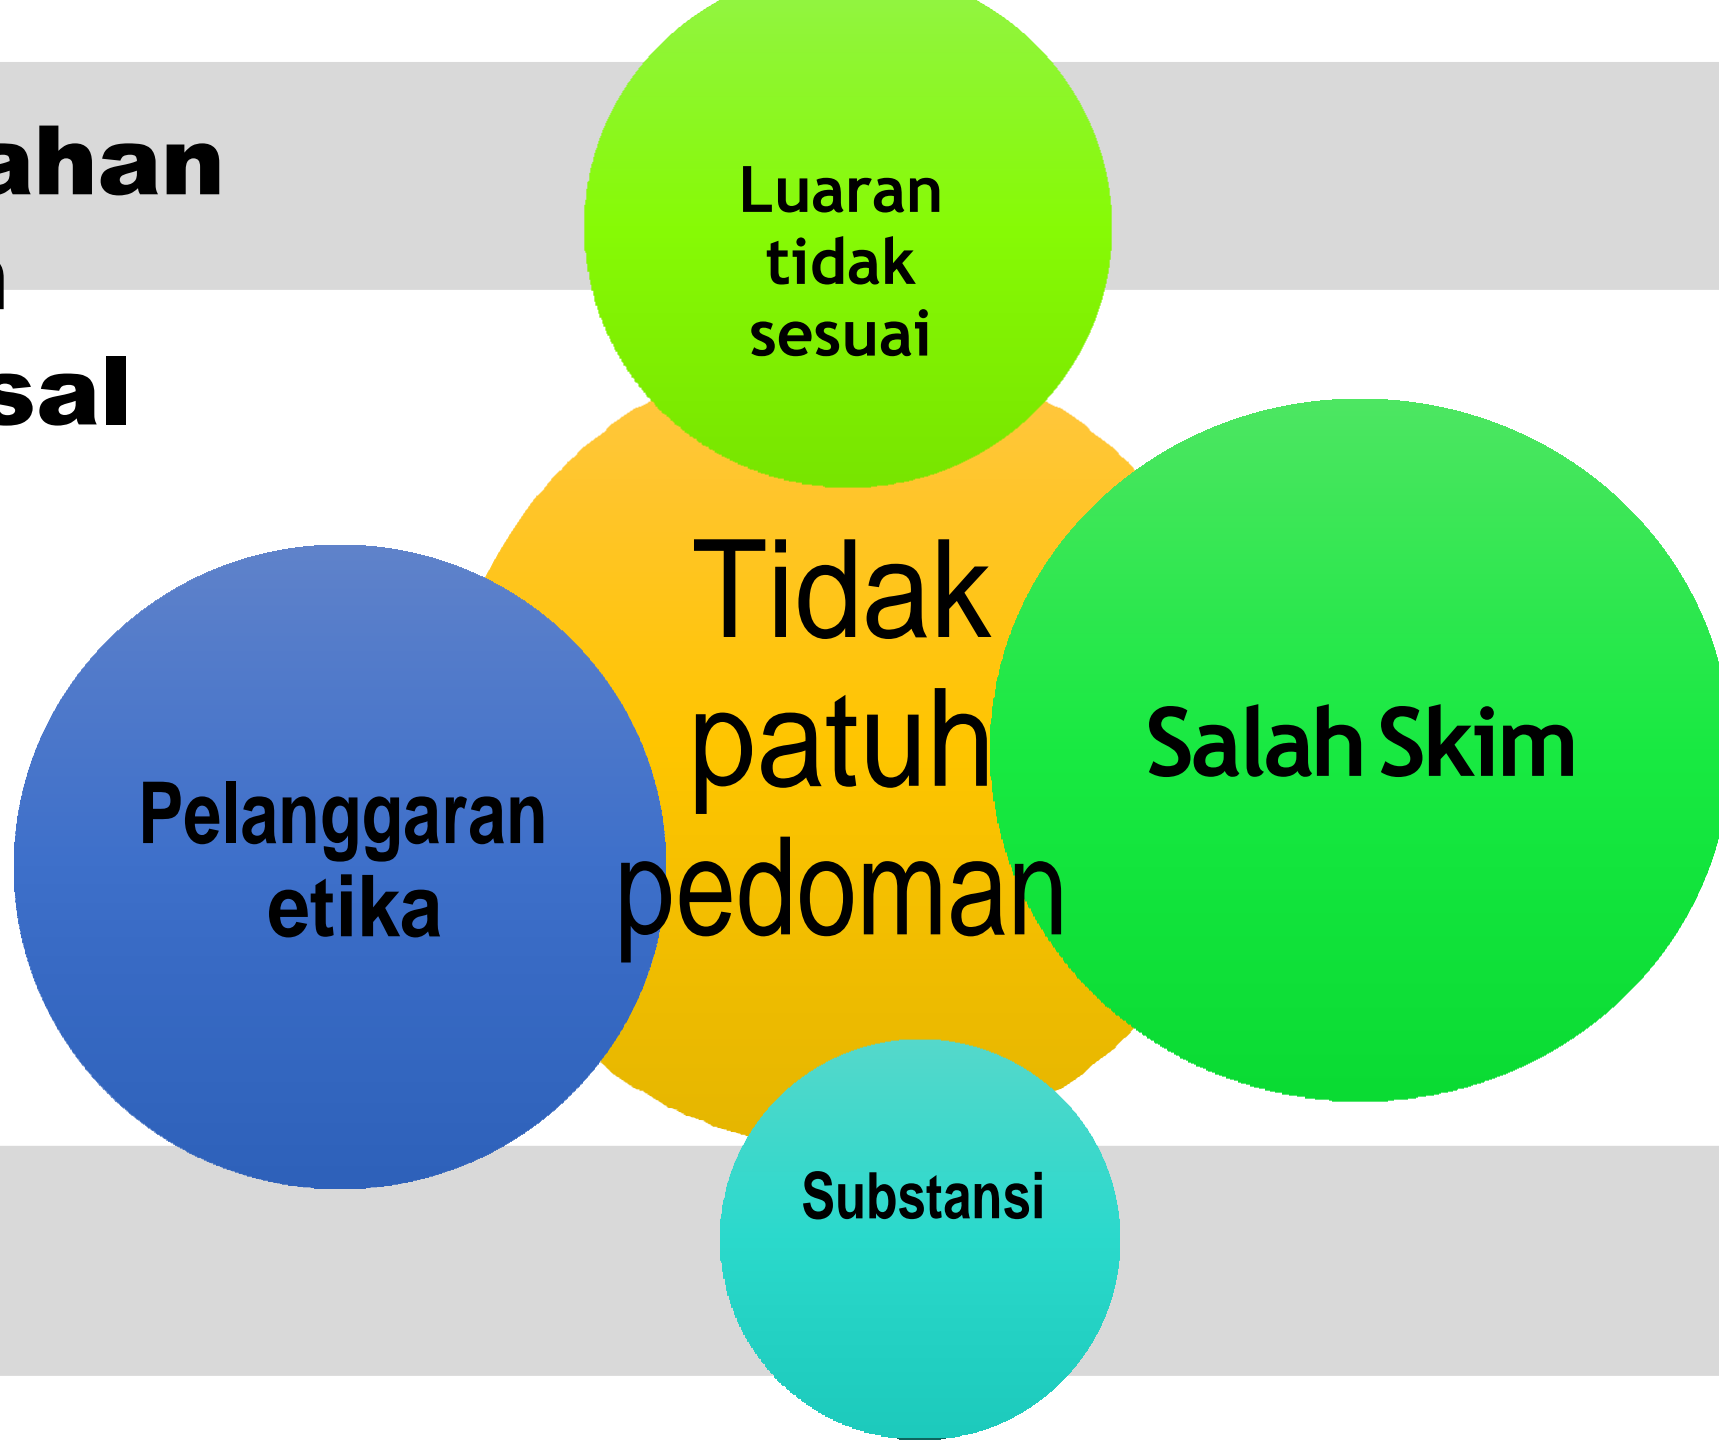 ahan
sal
Luaran
tidak
sesuai
Tidak
patuh
pedoman
Salah Skim
Pelanggaran
etika
Substansi